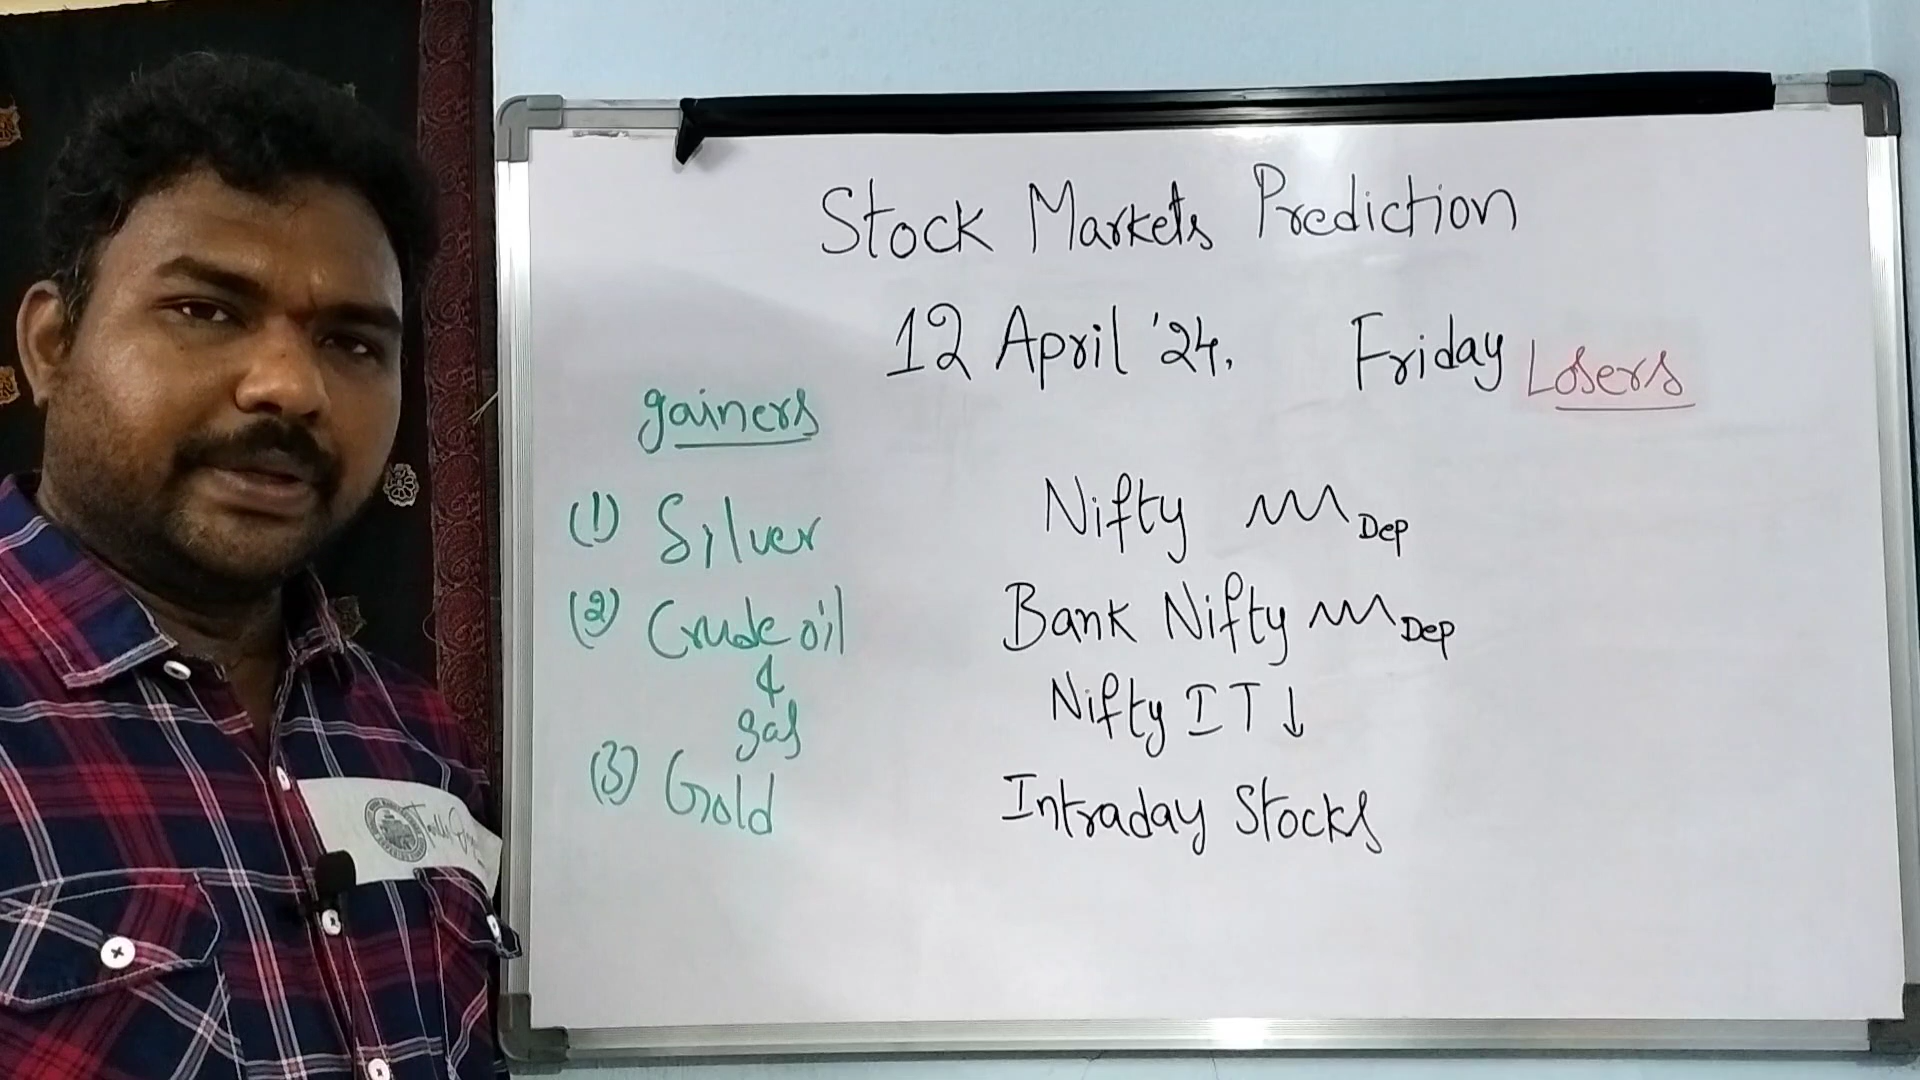 Stock Markets Prediction
12 April '24. Friday
gainers
Losers
(1) Silver
(2) Crude oil
&
gas
(3) Gold
Nifty Dep
Bank Nifty Dep
Nifty IT ↓
Intraday Stocks